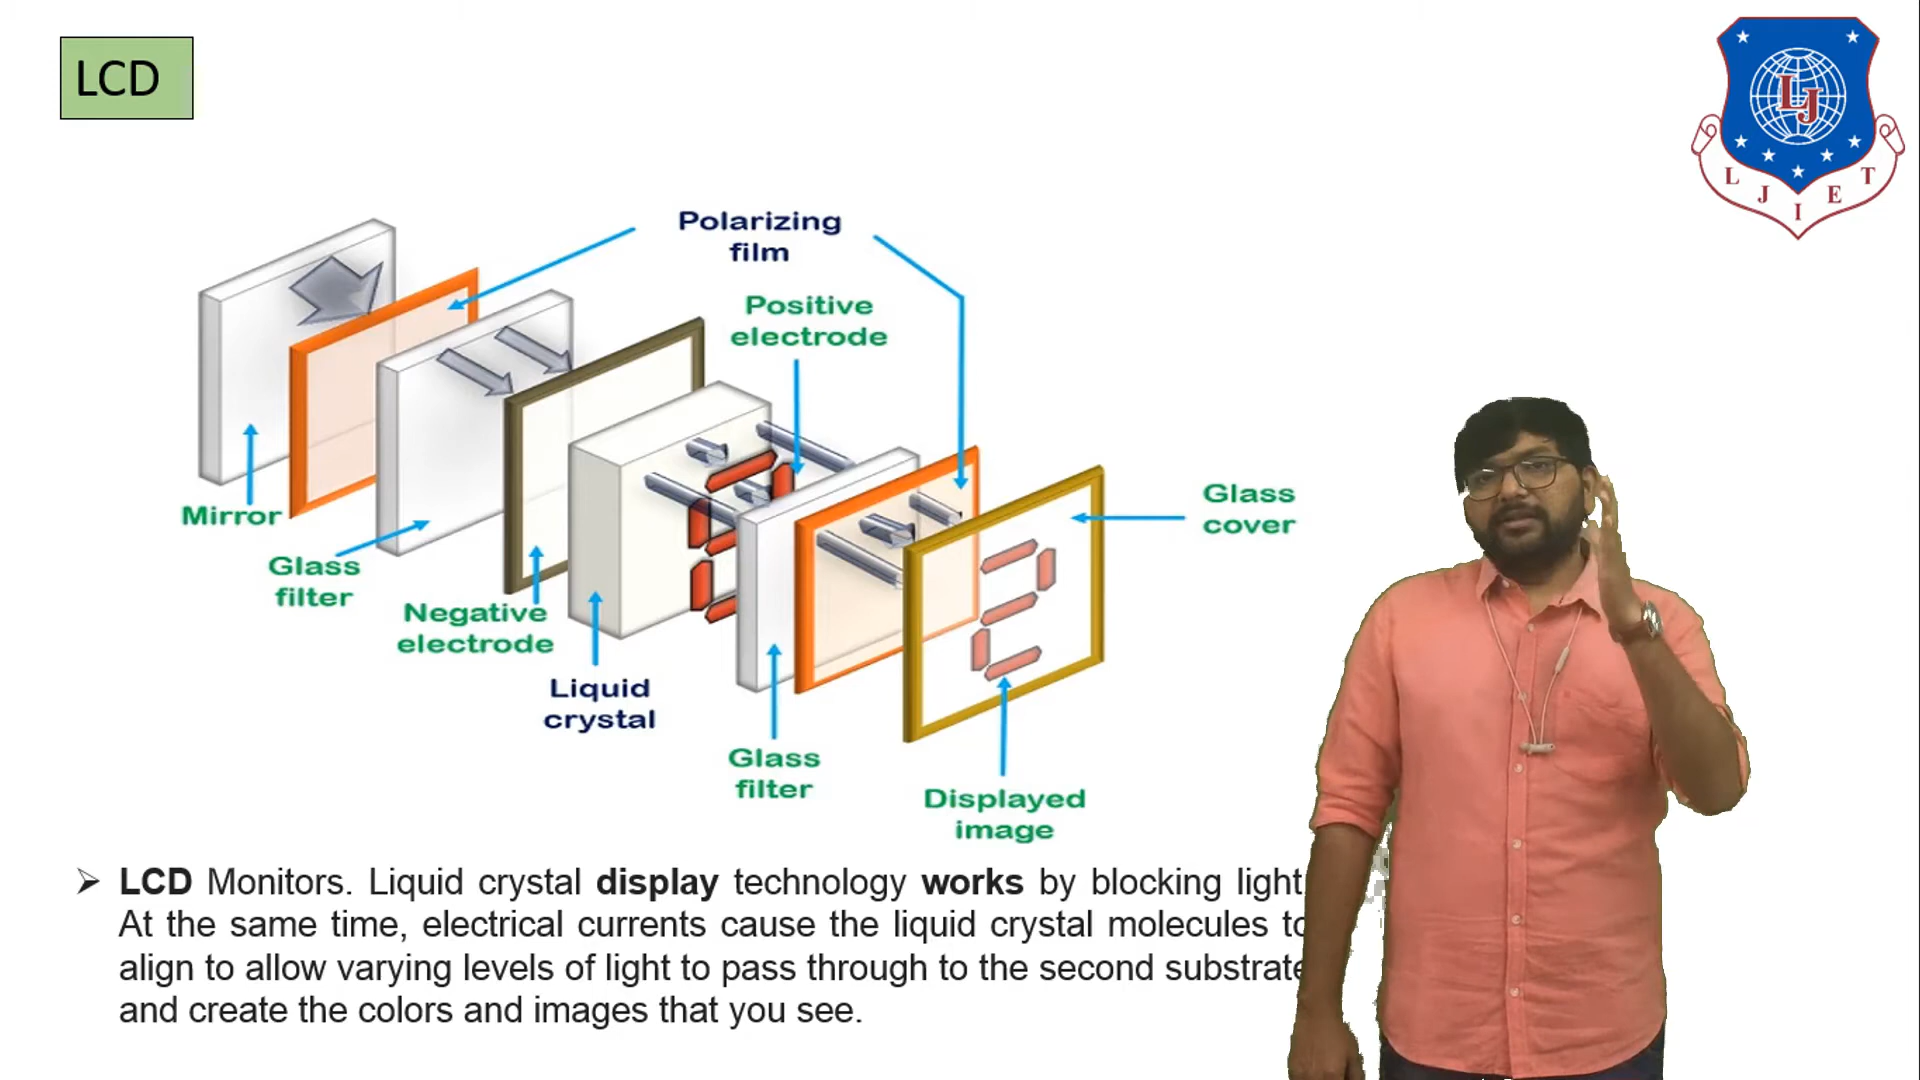 LCD
L J
L J I E T
Polarizing
film
Positive
electrode
Glass
cover
Mirror
Glass
filter
Negative
electrode
Liquid
crystal
Glass
filter
Displayed
image
➢ LCD Monitors. Liquid crystal display technology works by blocking light.
At the same time, electrical currents cause the liquid crystal molecules to
align to allow varying levels of light to pass through to the second substrate
and create the colors and images that you see.